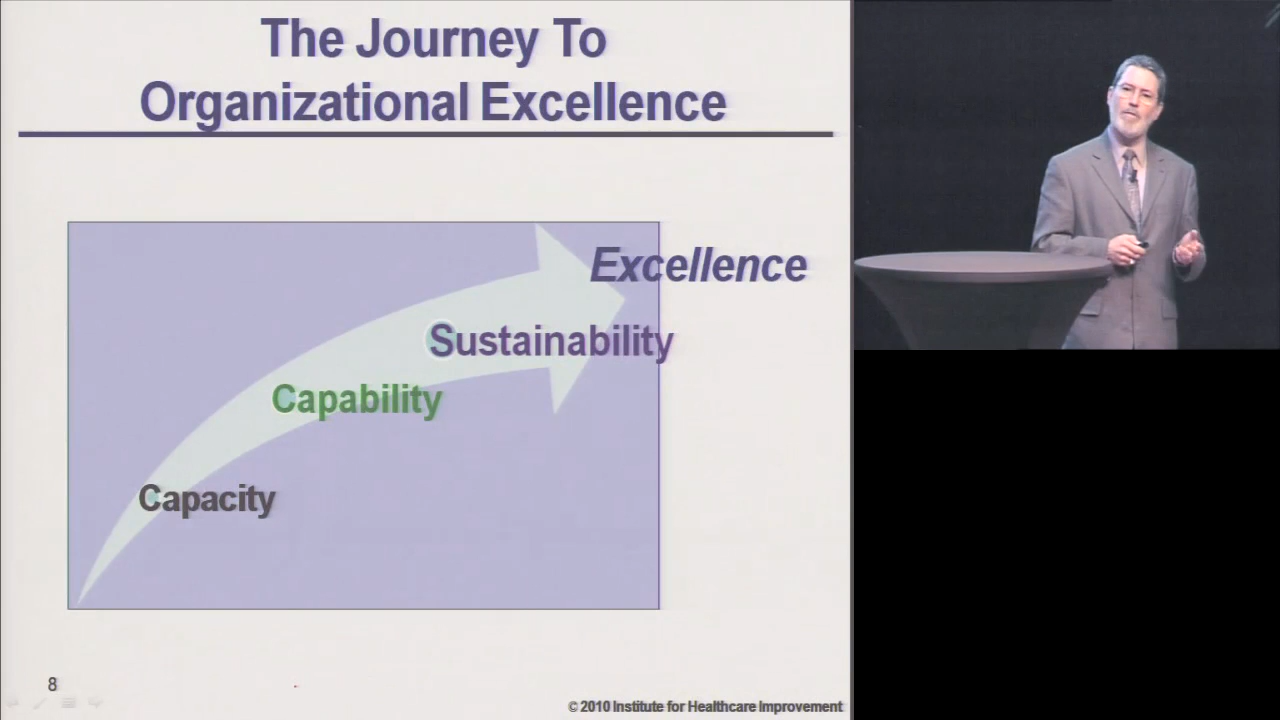 The Journey To
Organizational Excellence
Excellence
Sustainability
Capability
Capacity
8
© 2010 Institute for Healthcare Improvement